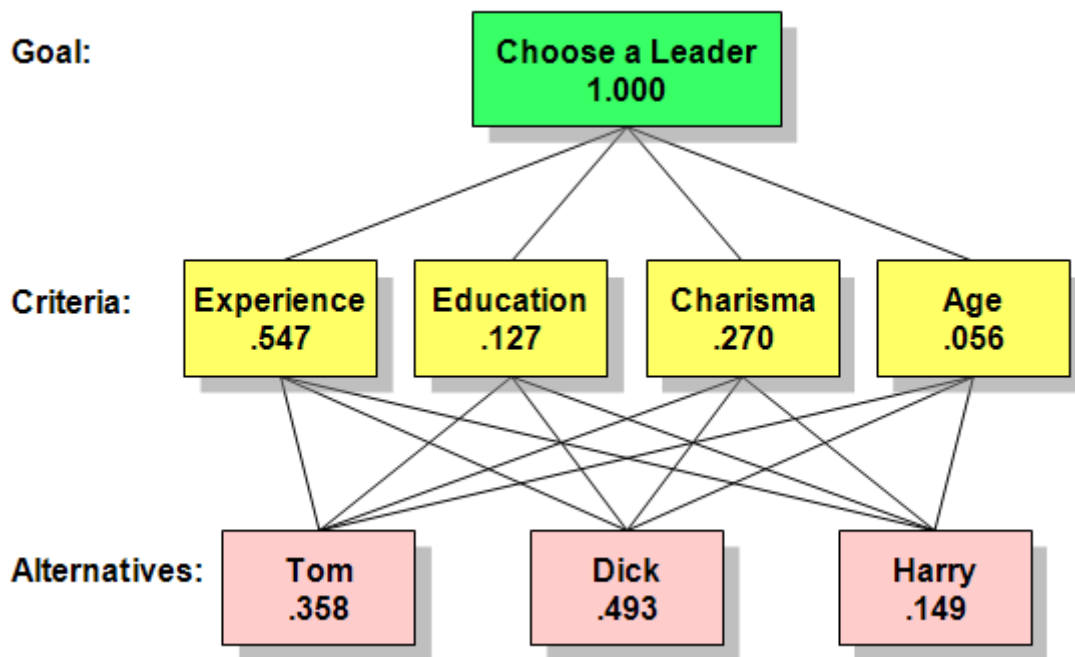 Goal:
Choose a Leader
1.000
Criteria:
Experience
.547
Education
.127
Charisma
.270
Age
.056
Alternatives:
Tom
.358
Dick
.493
Harry
.149